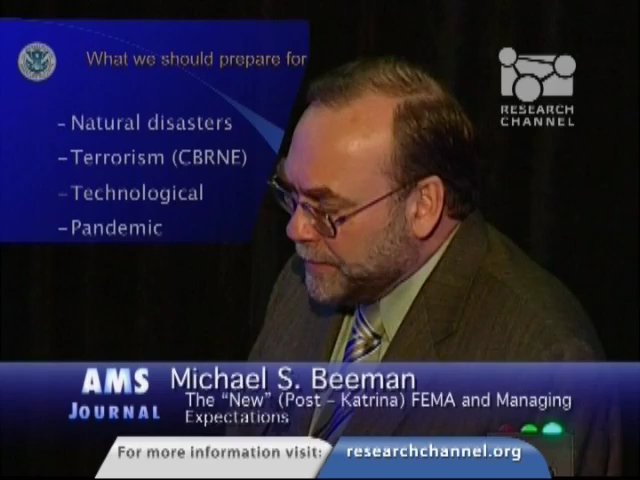 What we should prepare for
– Natural disasters
– Terrorism (CBRNE)
– Technological
– Pandemic
RESEARCH
CHANNEL
AMS
JOURNAL
Michael S. Beeman
The "New" (Post – Katrina) FEMA and Managing
Expectations
For more information visit: researchchannel.org